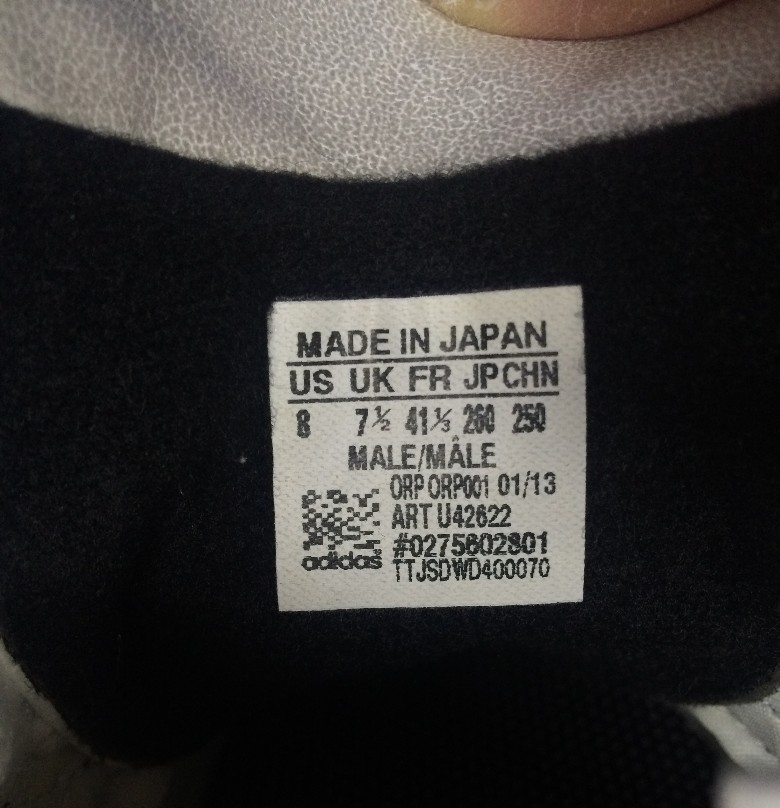 MADE IN JAPAN
US UK FR JP CHN
8 7½ 41⅓ 260 250
MALE/MÂLE
ORP ORP001 01/13
ART U42622
#0275602801
adidas TTJSDWD400070